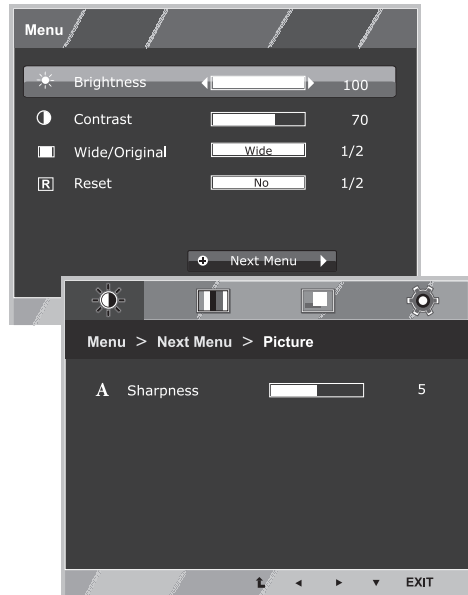 Menu
Brightness 100
Contrast 70
Wide/Original Wide 1/2
R Reset No 1/2
Next Menu
Menu > Next Menu > Picture
A Sharpness 5
EXIT